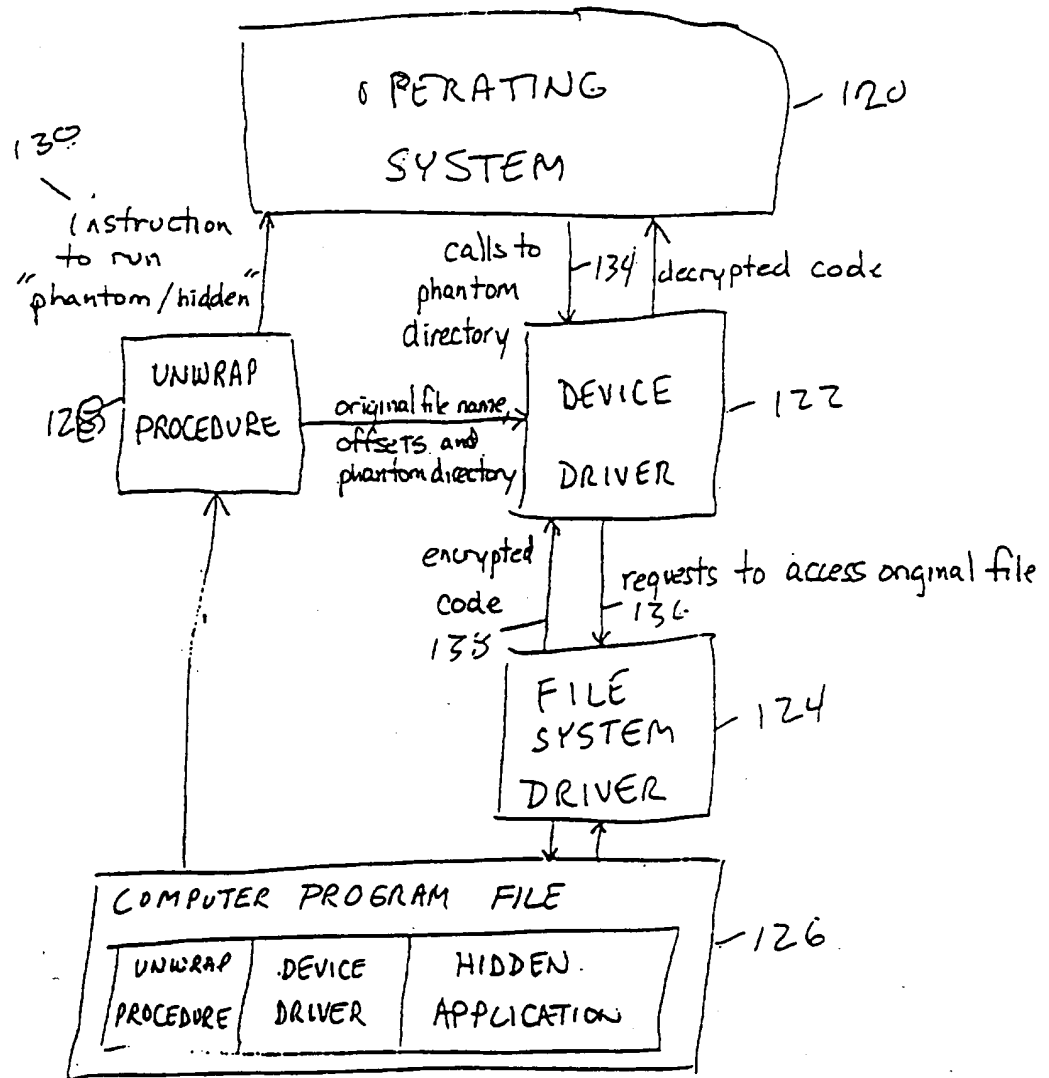 OPERATING
SYSTEM
120
130
instruction
to run
"phantom/hidden"
calls to
phantom
directory
134
decrypted code
UNWRAP
PROCEDURE
128
original file name,
offsets and
phantom directory
DEVICE
DRIVER
122
encrypted
code
138
requests to access original file
136
FILE
SYSTEM
DRIVER
124
COMPUTER PROGRAM FILE
126
UNWRAP
PROCEDURE
DEVICE
DRIVER
HIDDEN
APPLICATION